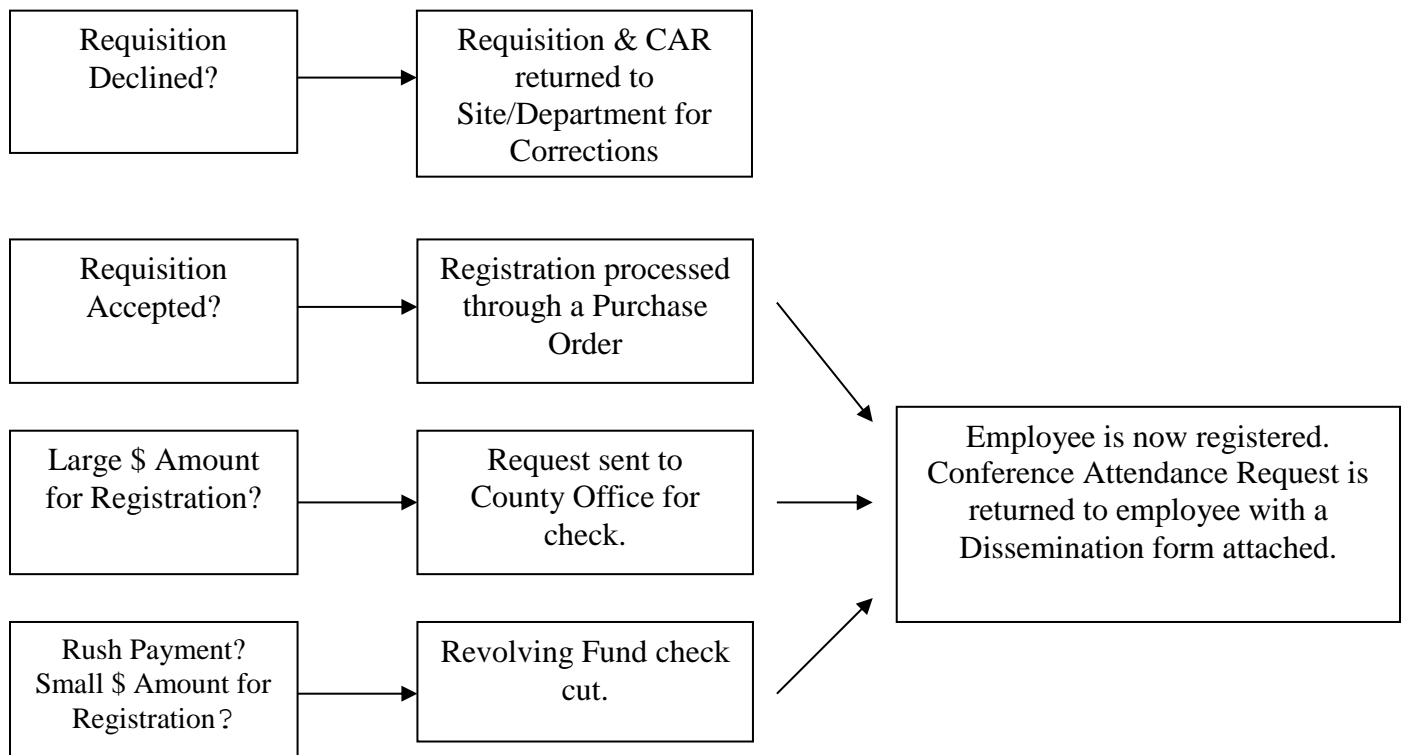 Requisition
Declined?
Requisition & CAR
returned to
Site/Department for
Corrections
Requisition
Accepted?
Registration processed
through a Purchase
Order
Large $ Amount
for Registration?
Request sent to
County Office for
check.
Employee is now registered.
Conference Attendance Request is
returned to employee with a
Dissemination form attached.
Rush Payment?
Small $ Amount for
Registration?
Revolving Fund check
cut.